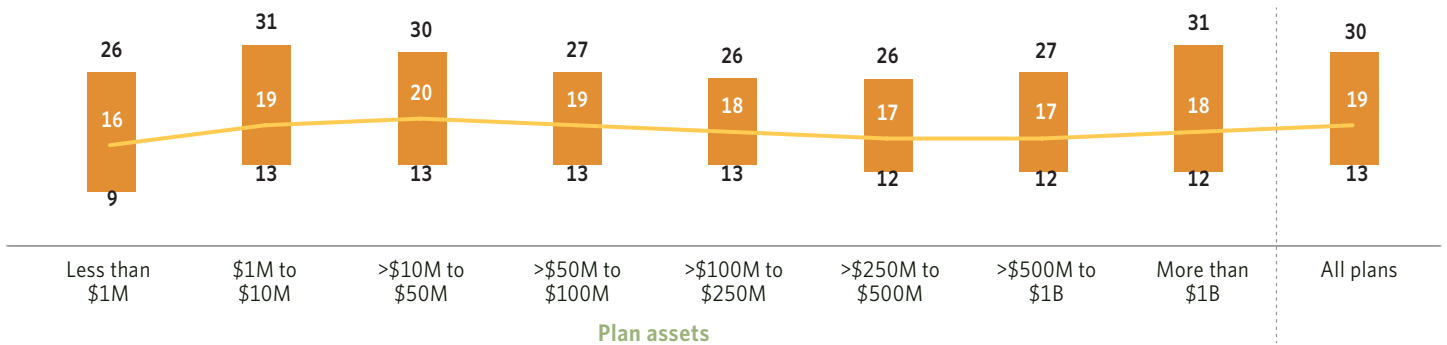 26 31 30 27 26 26 27 31 30
16 19 20 19 18 17 17 18 19
9 13 13 13 13 12 12 12 13
Less than $1M to >$10M to >$50M to >$100M to >$250M to >$500M to More than All plans
$1M $10M $50M $100M $250M $500M $1B $1B
Plan assets